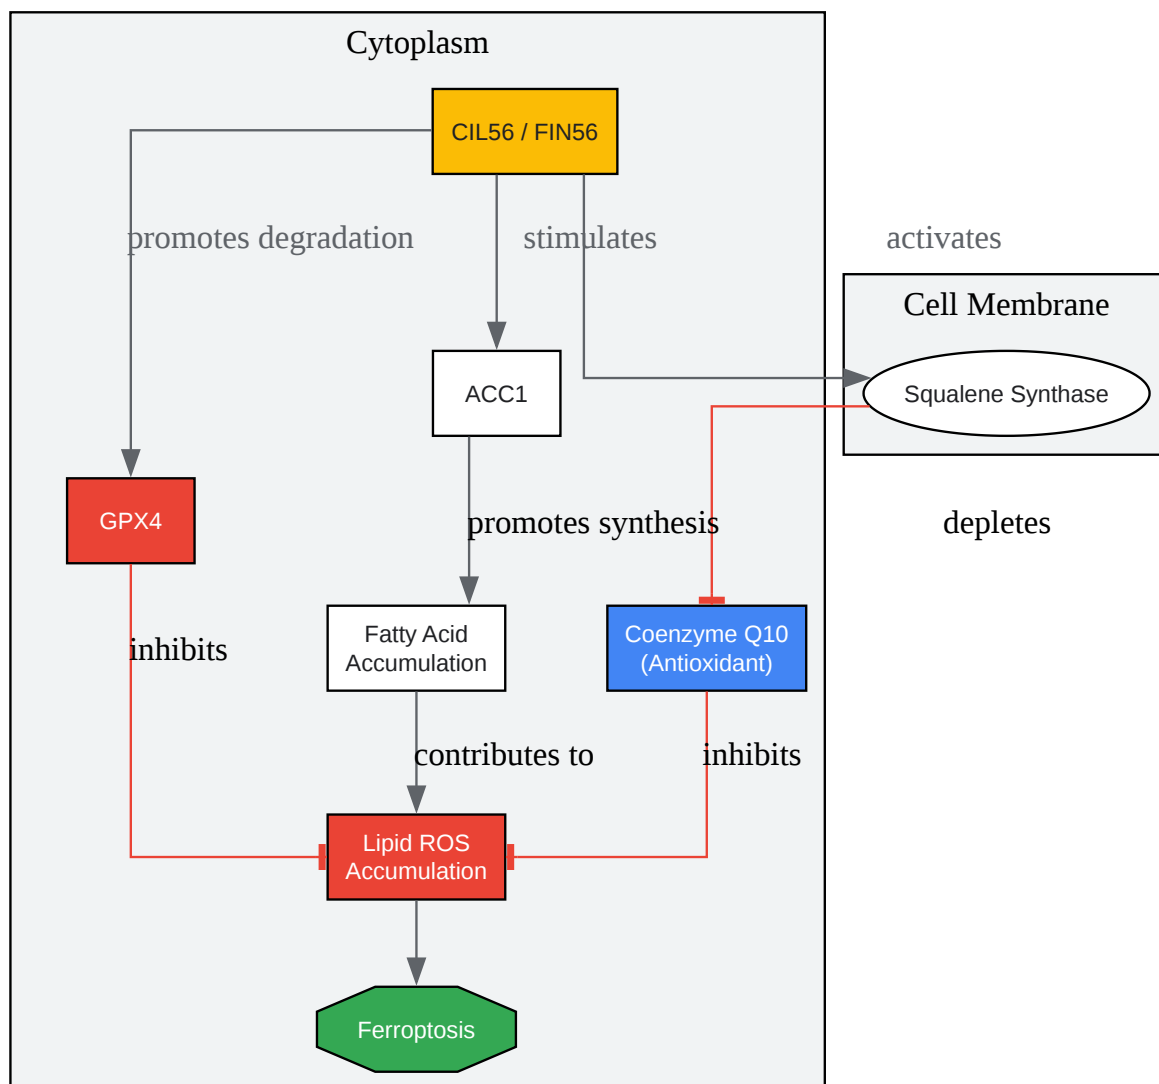 Cytoplasm
CIL56 / FIN56
promotes degradation
stimulates
activates
Cell Membrane
ACC1
Squalene Synthase
GPX4
promotes synthesis
depletes
Fatty Acid
Accumulation
Coenzyme Q10
(Antioxidant)
inhibits
contributes to
inhibits
Lipid ROS
Accumulation
Ferroptosis